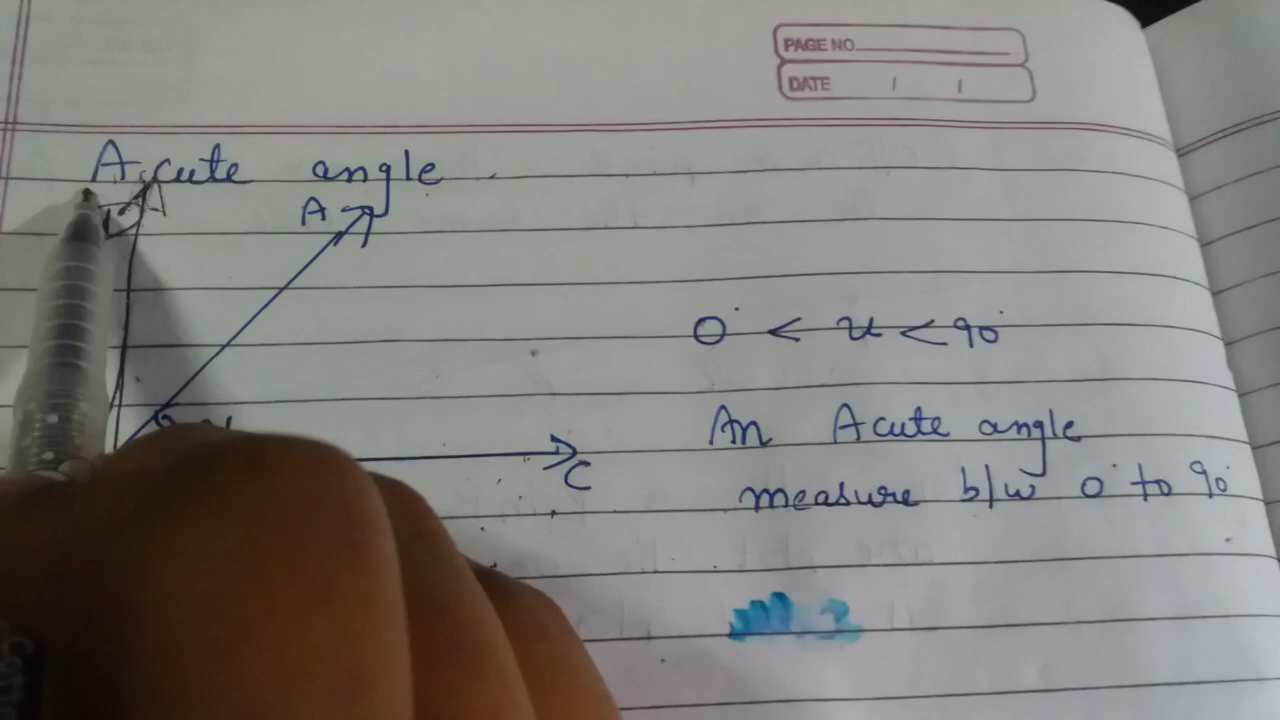 PAGE NO.
DATE / /
Acute angle
A
0° < x < 90°
An Acute angle
C
measure b/w 0° to 90°